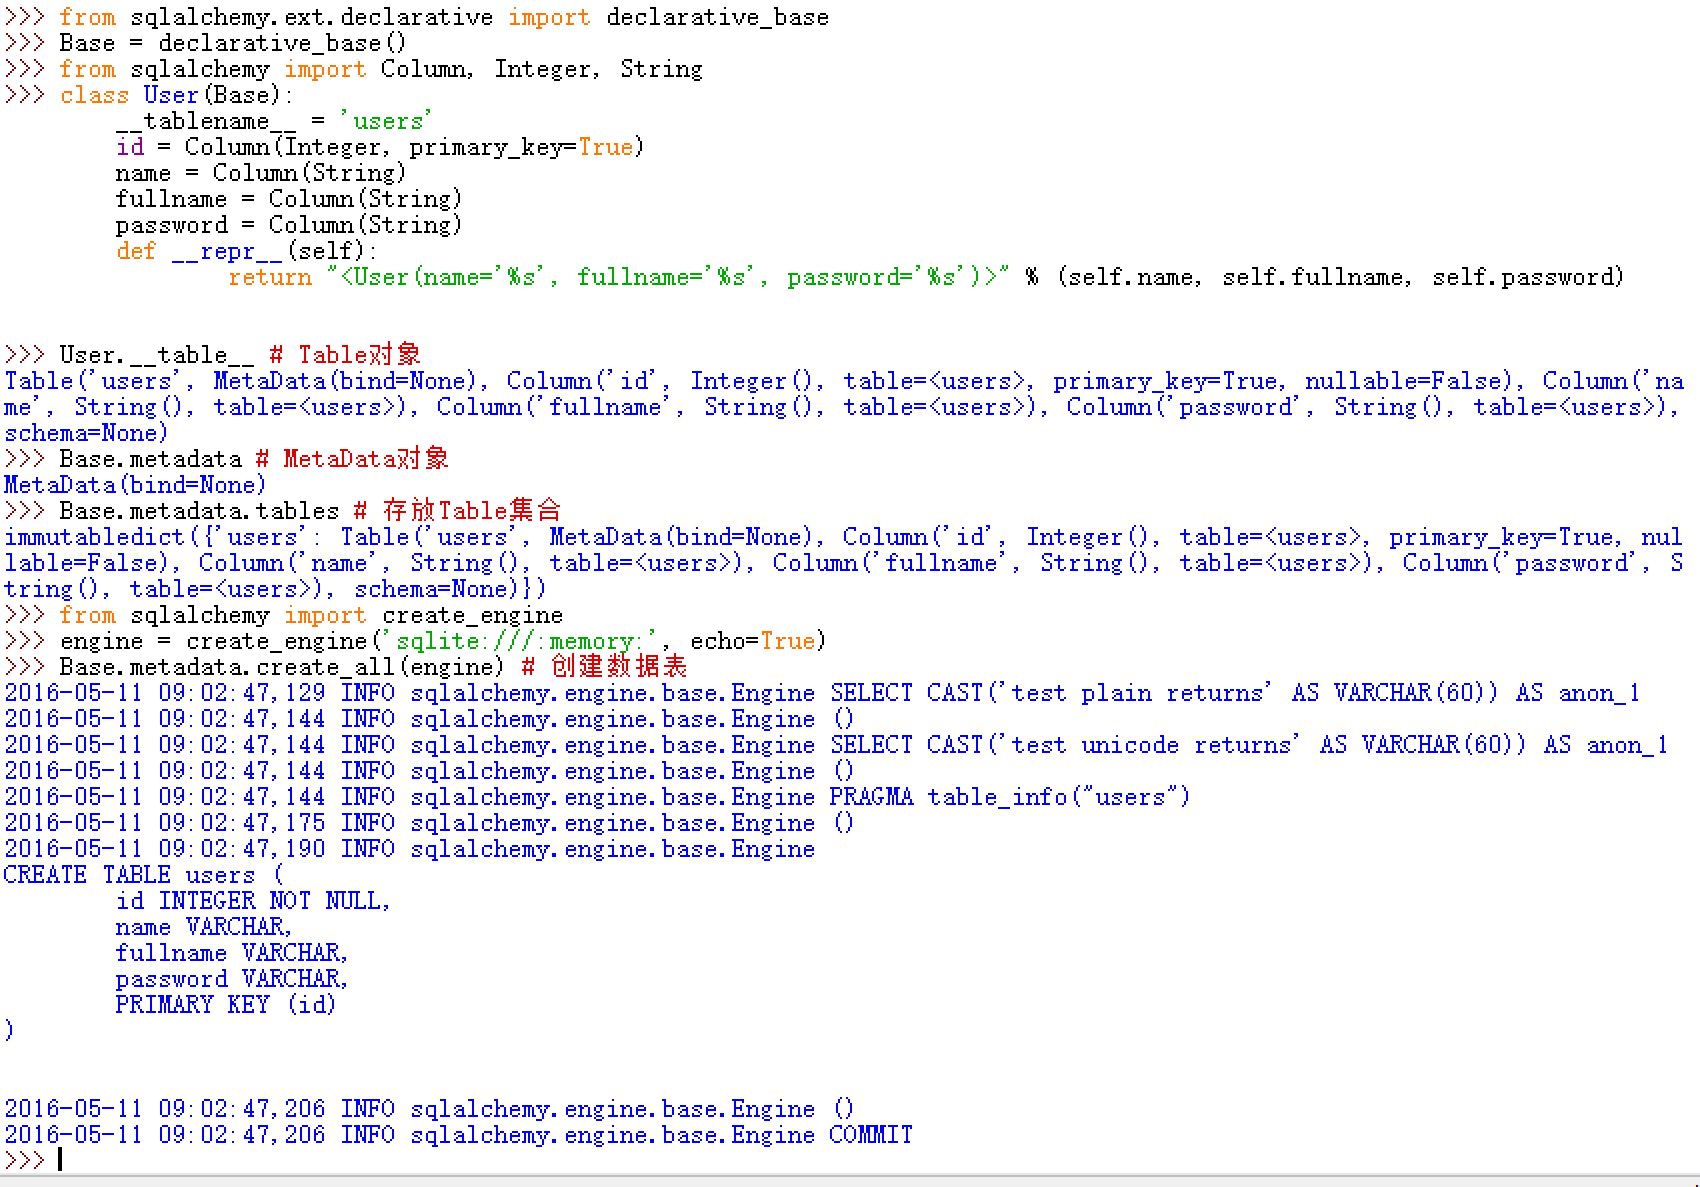 >>> from sqlalchemy.ext.declarative import declarative_base
>>> Base = declarative_base()
>>> from sqlalchemy import Column, Integer, String
>>> class User(Base):
        __tablename__ = 'users'
        id = Column(Integer, primary_key=True)
        name = Column(String)
        fullname = Column(String)
        password = Column(String)
        def __repr__(self):
                return "<User(name='%s', fullname='%s', password='%s')>" % (self.name, self.fullname, self.password)
>>> User.__table__ # Table对象
Table('users', MetaData(bind=None), Column('id', Integer(), table=<users>, primary_key=True, nullable=False), Column('na
me', String(), table=<users>), Column('fullname', String(), table=<users>), Column('password', String(), table=<users>),
schema=None)
>>> Base.metadata # MetaData对象
MetaData(bind=None)
>>> Base.metadata.tables # 存放Table集合
immutabledict({'users': Table('users', MetaData(bind=None), Column('id', Integer(), table=<users>, primary_key=True, nul
lable=False), Column('name', String(), table=<users>), Column('fullname', String(), table=<users>), Column('password', S
tring(), table=<users>), schema=None)})
>>> from sqlalchemy import create_engine
>>> engine = create_engine('sqlite:///:memory:', echo=True)
>>> Base.metadata.create_all(engine) # 创建数据表
2016-05-11 09:02:47,129 INFO sqlalchemy.engine.base.Engine SELECT CAST('test plain returns' AS VARCHAR(60)) AS anon_1
2016-05-11 09:02:47,144 INFO sqlalchemy.engine.base.Engine ()
2016-05-11 09:02:47,144 INFO sqlalchemy.engine.base.Engine SELECT CAST('test unicode returns' AS VARCHAR(60)) AS anon_1
2016-05-11 09:02:47,144 INFO sqlalchemy.engine.base.Engine ()
2016-05-11 09:02:47,144 INFO sqlalchemy.engine.base.Engine PRAGMA table_info("users")
2016-05-11 09:02:47,175 INFO sqlalchemy.engine.base.Engine ()
2016-05-11 09:02:47,190 INFO sqlalchemy.engine.base.Engine
CREATE TABLE users (
        id INTEGER NOT NULL,
        name VARCHAR,
        fullname VARCHAR,
        password VARCHAR,
        PRIMARY KEY (id)
)
2016-05-11 09:02:47,206 INFO sqlalchemy.engine.base.Engine ()
2016-05-11 09:02:47,206 INFO sqlalchemy.engine.base.Engine COMMIT
>>>